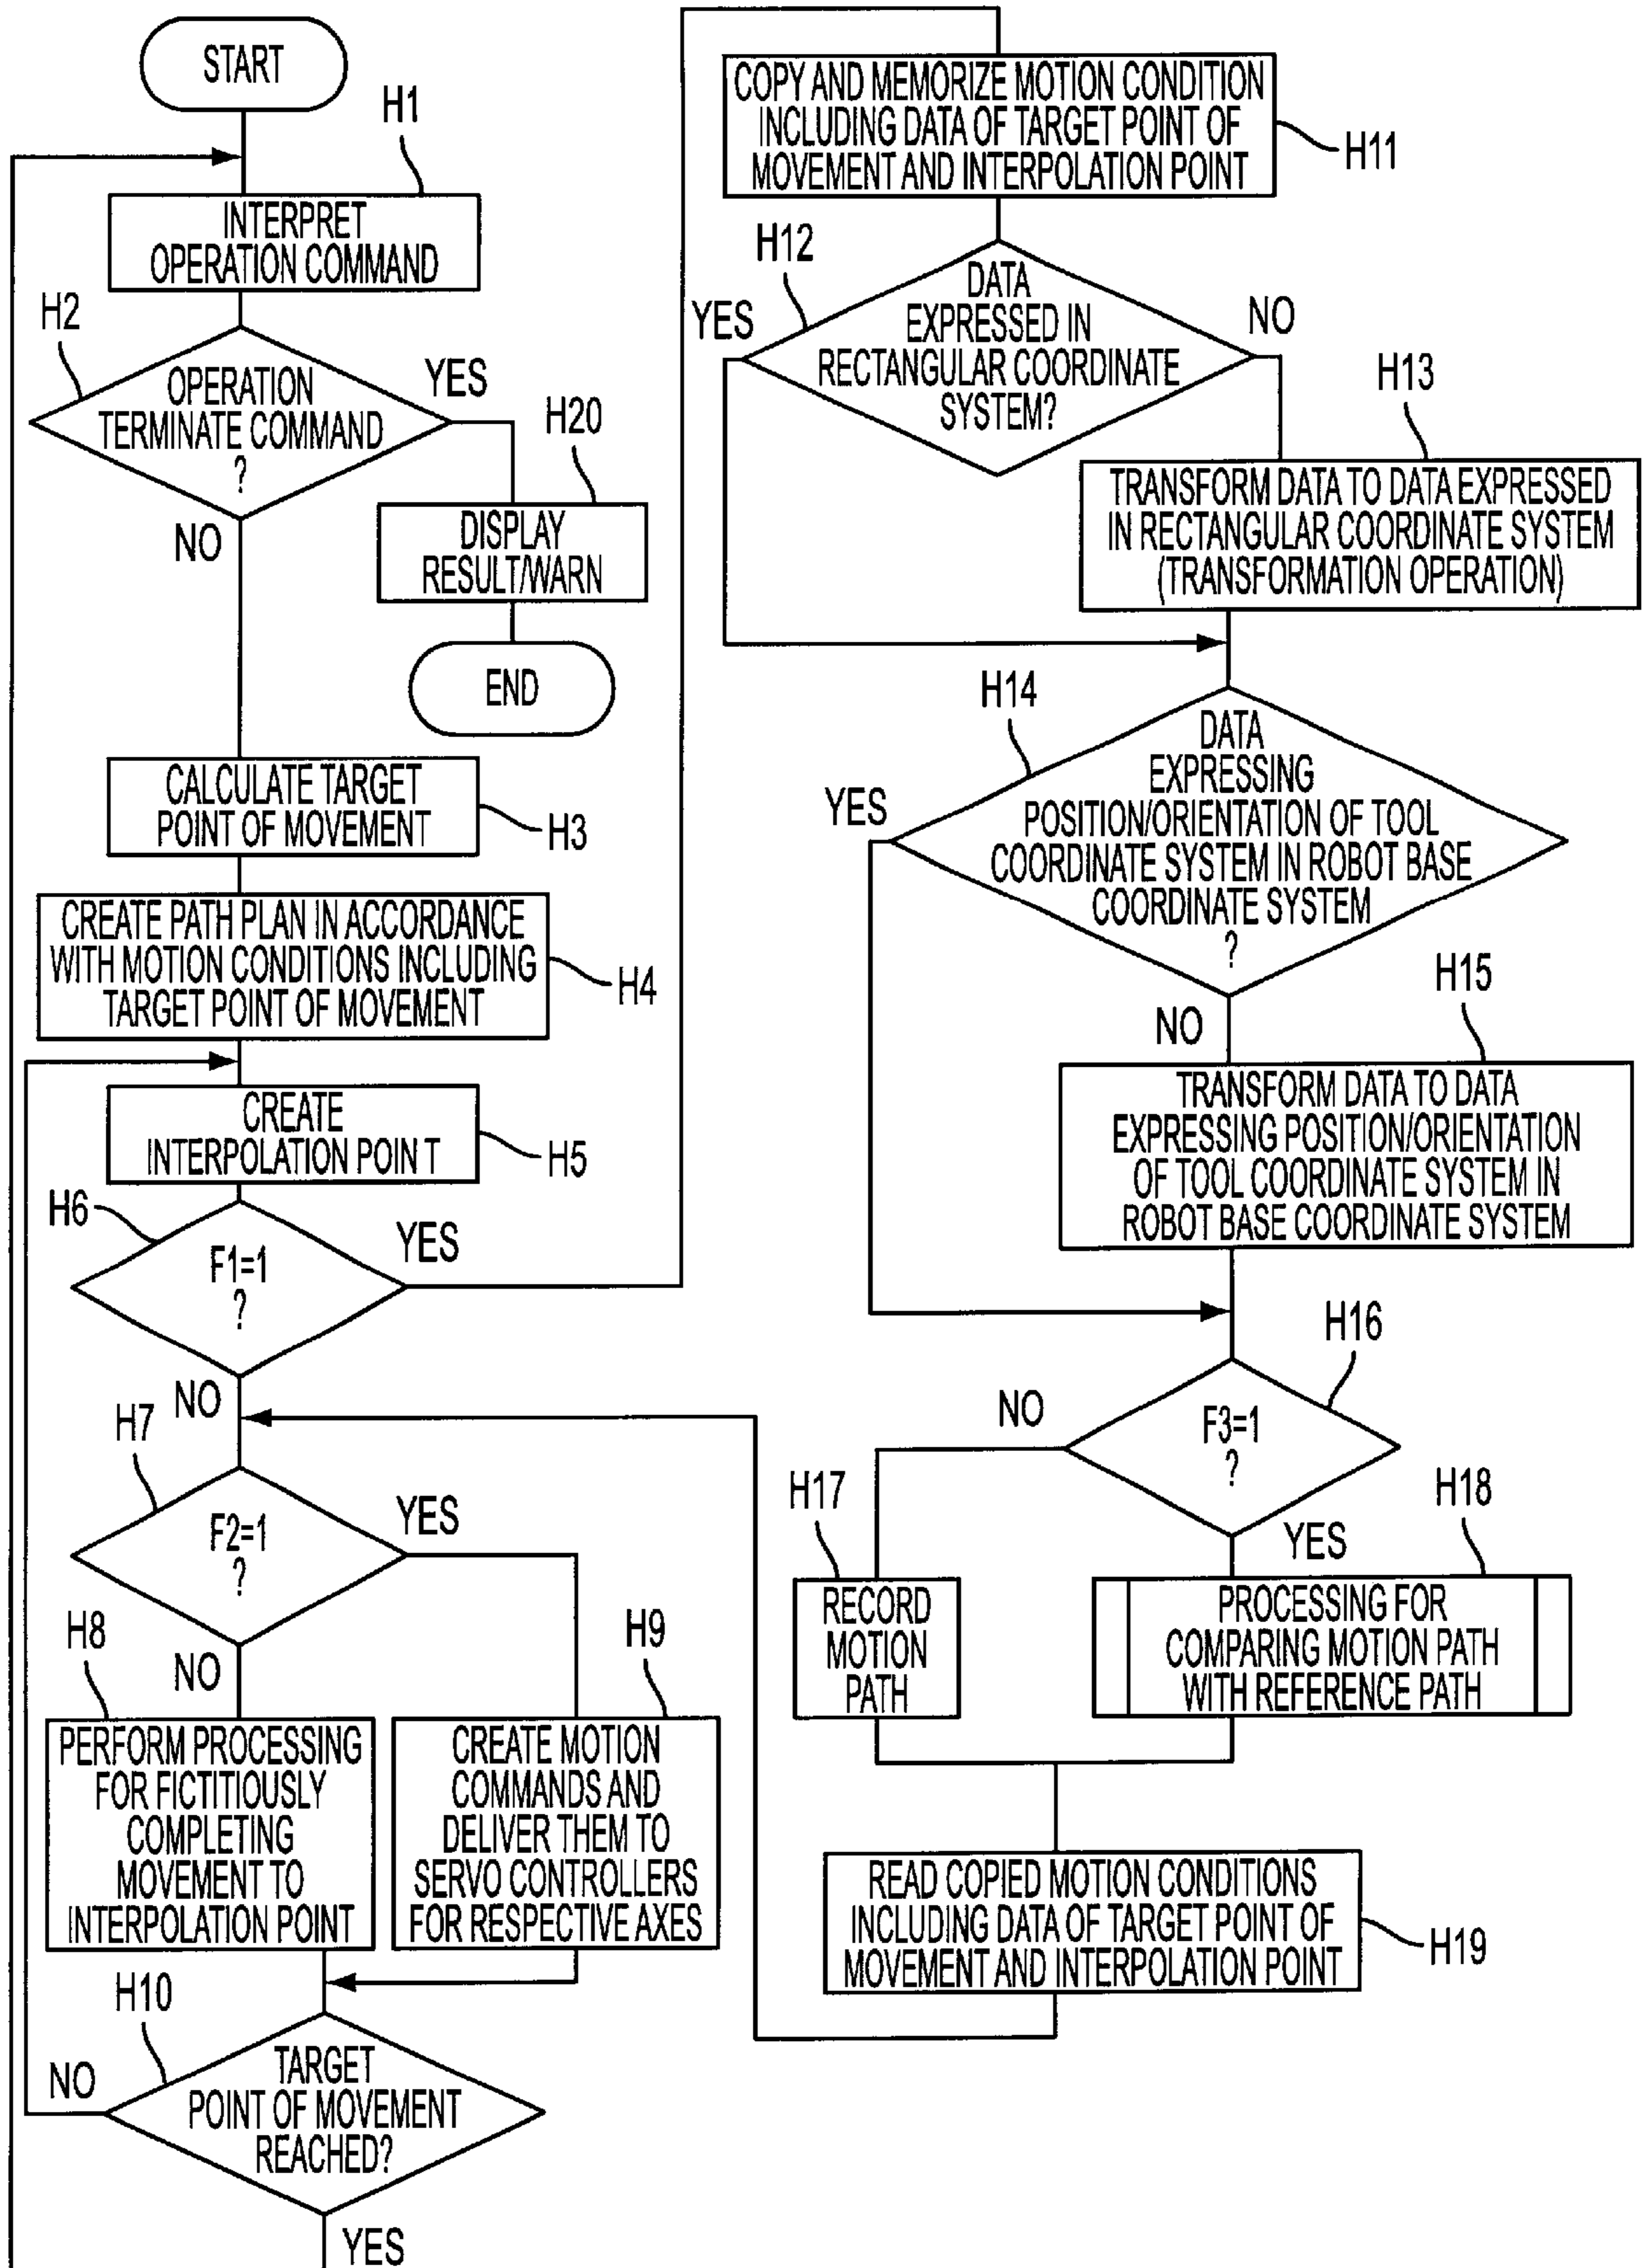 START
H1
INTERPRET
OPERATION COMMAND
H2
OPERATION
TERMINATE COMMAND
?
YES
NO
H20
DISPLAY
RESULT/WARN
END
CALCULATE TARGET
POINT OF MOVEMENT
H3
CREATE PATH PLAN IN ACCORDANCE
WITH MOTION CONDITIONS INCLUDING
TARGET POINT OF MOVEMENT
H4
CREATE
INTERPOLATION POIN T
H5
H6
F1=1
?
YES
NO
H7
F2=1
?
YES
NO
H8
PERFORM PROCESSING
FOR FICTITIOUSLY
COMPLETING
MOVEMENT TO
INTERPOLATION POINT
H9
CREATE MOTION
COMMANDS AND
DELIVER THEM TO
SERVO CONTROLLERS
FOR RESPECTIVE AXES
H10
TARGET
POINT OF MOVEMENT
REACHED?
NO
YES
COPY AND MEMORIZE MOTION CONDITION
INCLUDING DATA OF TARGET POINT OF
MOVEMENT AND INTERPOLATION POINT
H11
H12
DATA
EXPRESSED IN
RECTANGULAR COORDINATE
SYSTEM?
YES
NO
H13
TRANSFORM DATA TO DATA EXPRESSED
IN RECTANGULAR COORDINATE SYSTEM
(TRANSFORMATION OPERATION)
H14
DATA
EXPRESSING
POSITION/ORIENTATION OF TOOL
COORDINATE SYSTEM IN ROBOT BASE
COORDINATE SYSTEM
?
YES
NO
H15
TRANSFORM DATA TO DATA
EXPRESSING POSITION/ORIENTATION
OF TOOL COORDINATE SYSTEM IN
ROBOT BASE COORDINATE SYSTEM
H16
F3=1
?
NO
YES
H17
RECORD
MOTION
PATH
H18
PROCESSING FOR
COMPARING MOTION PATH
WITH REFERENCE PATH
READ COPIED MOTION CONDITIONS
INCLUDING DATA OF TARGET POINT OF
MOVEMENT AND INTERPOLATION POINT
H19